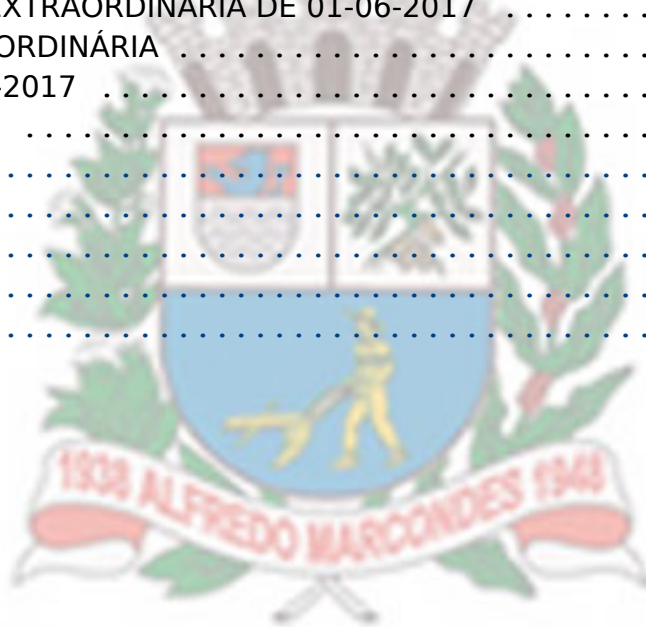 EXTRAORDINÁRIA DE 01-06-2017 . . . . . . . .
ORDINÁRIA . . . . . . . . . . . . . . . . . . . . . . . . .
-2017 . . . . . . . . . . . . . . . . . . . . . . . . . . . . .
. . . . . . . . . . . . . . . . . . . . . . . . . . . . . . . . .
. . . . . . . . . . . . . . . . . . . . . . . . . . . . . . . . . .
. . . . . . . . . . . . . . . . . . . . . . . . . . . . . . . . . .
. . . . . . . . . . . . . . . . . . . . . . . . . . . . . . . . . .
. . . . . . . . . . . . . . . . . . . . . . . . . . . . . . . . . .
. . . . . . . . . . . . . . . . . . . . . . . . . . . . . . . . . .
1938 ALFREDO MARCONDES 1948